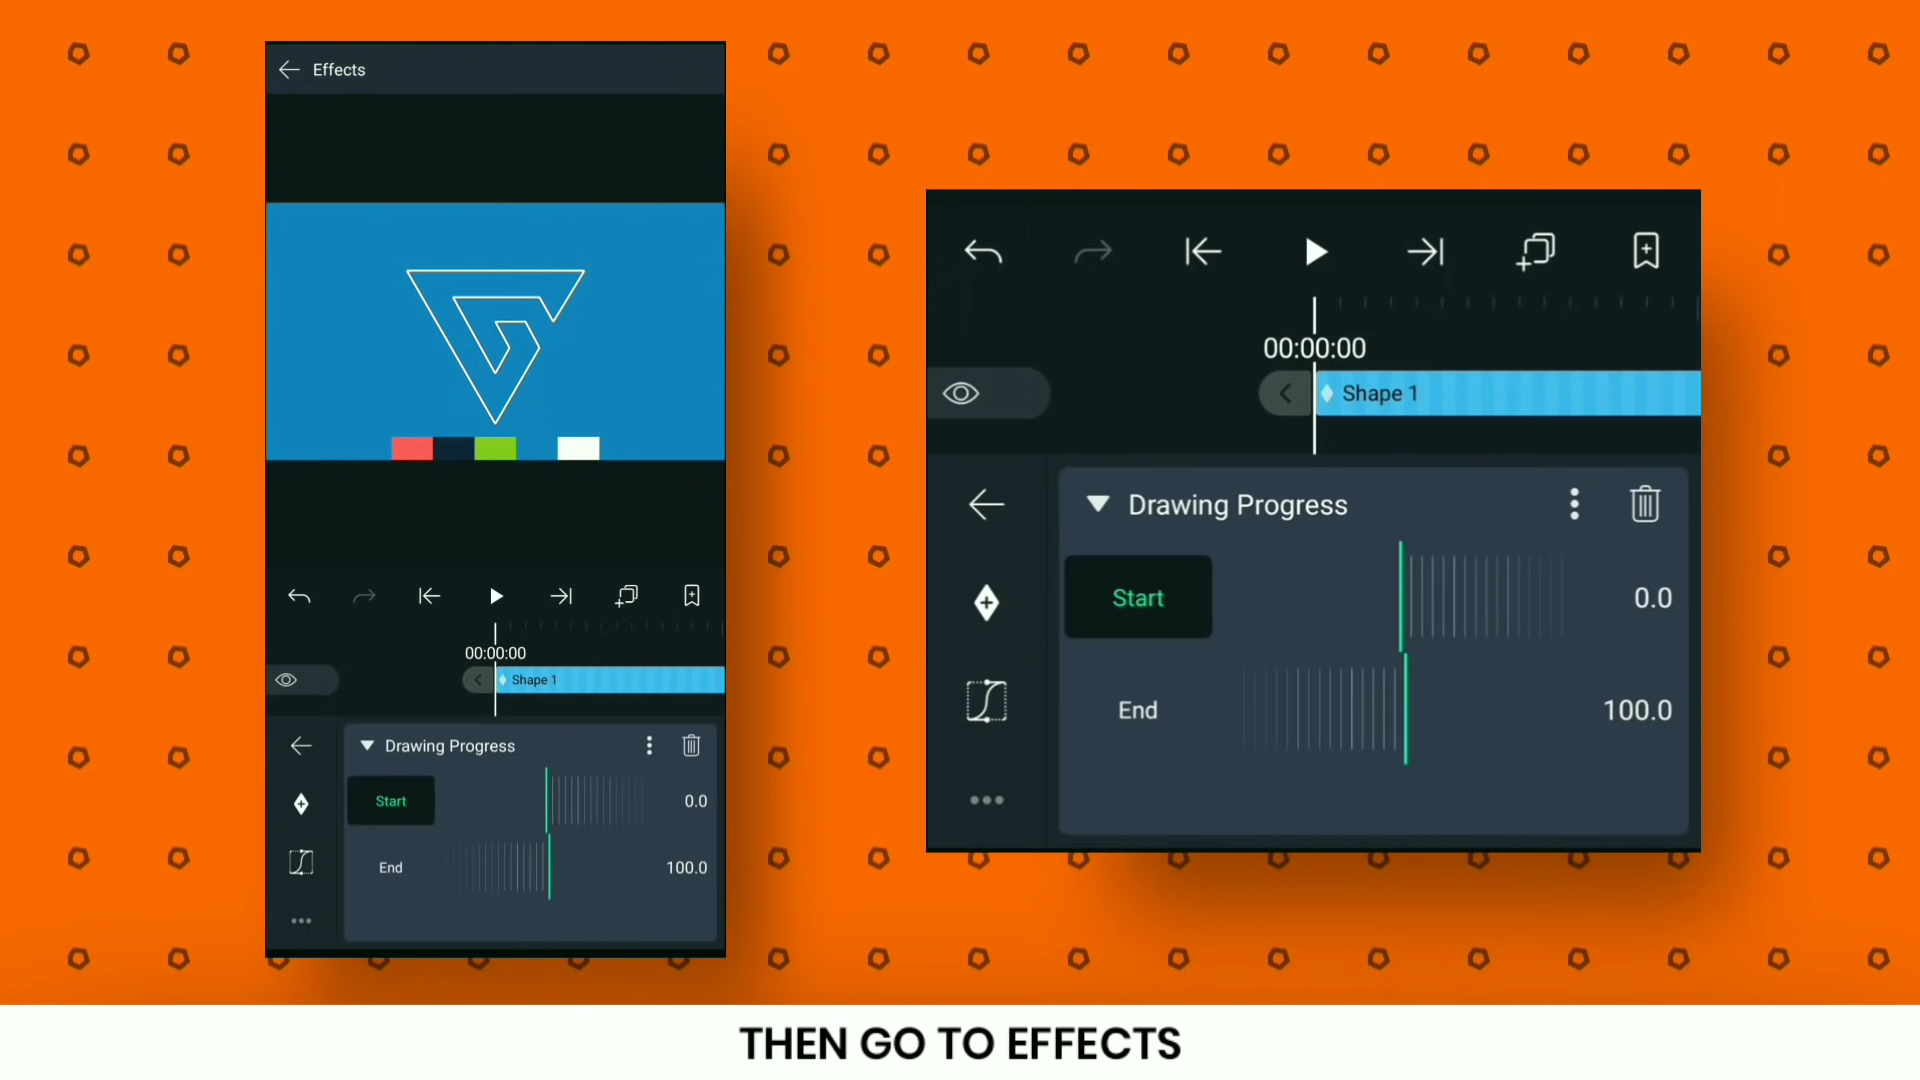 Effects
00:00:00
Shape 1
Drawing Progress
Start
0.0
End
100.0
00:00:00
Shape 1
Drawing Progress
Start
0.0
End
100.0
THEN GO TO EFFECTS